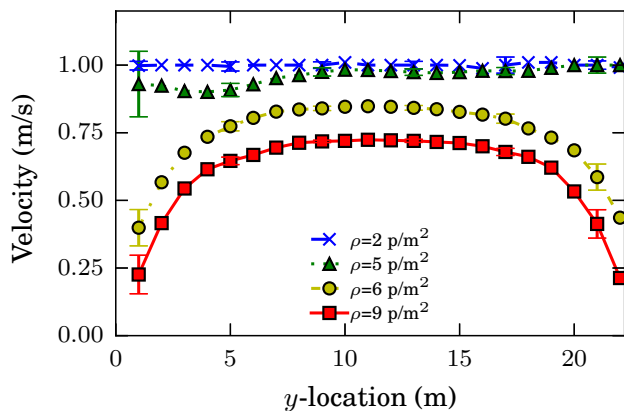 1.00
0.75
0.50
0.25
0.00
Velocity (m/s)
ρ=2 p/m²
ρ=5 p/m²
ρ=6 p/m²
ρ=9 p/m²
0 5 10 15 20
y-location (m)